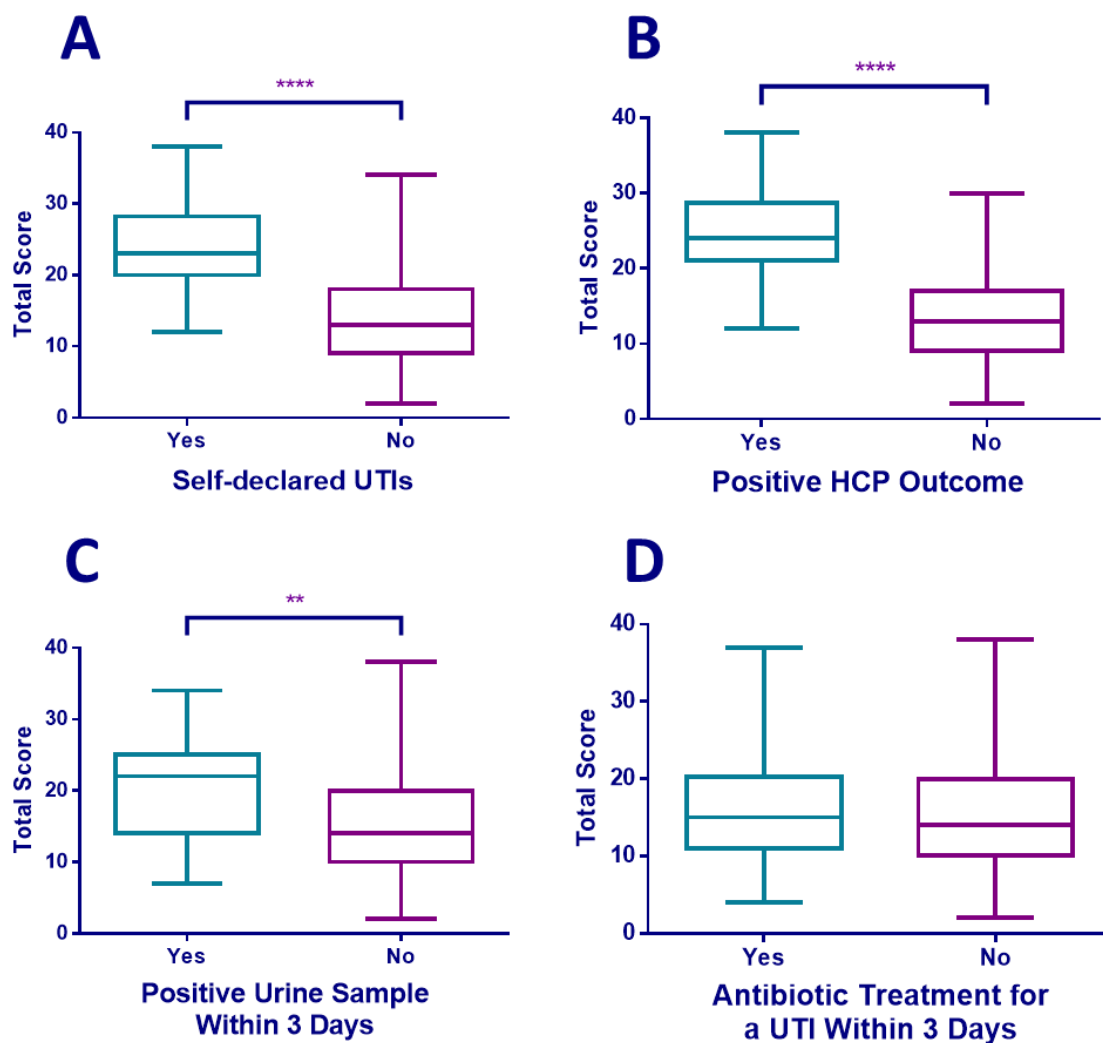 A
****
40
30
20
10
0
Total Score
Yes No
Self-declared UTIs
B
****
40
30
20
10
0
Total Score
Yes No
Positive HCP Outcome
C
**
40
30
20
10
0
Total Score
Yes No
Positive Urine Sample
Within 3 Days
D
40
30
20
10
0
Total Score
Yes No
Antibiotic Treatment for
a UTI Within 3 Days